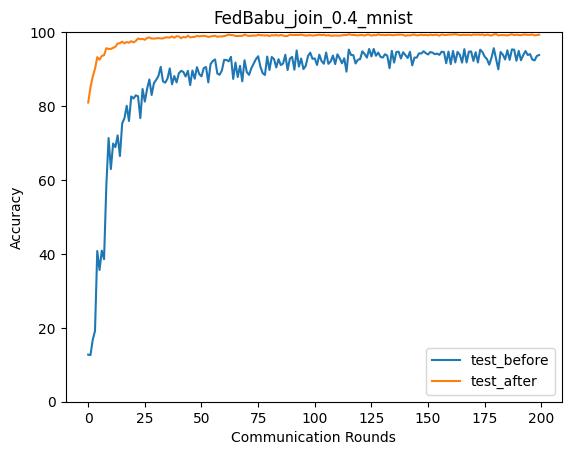 FedBabu_join_0.4_mnist
100
80
60
40
20
0
Accuracy
0 25 50 75 100 125 150 175 200
Communication Rounds
test_before
test_after